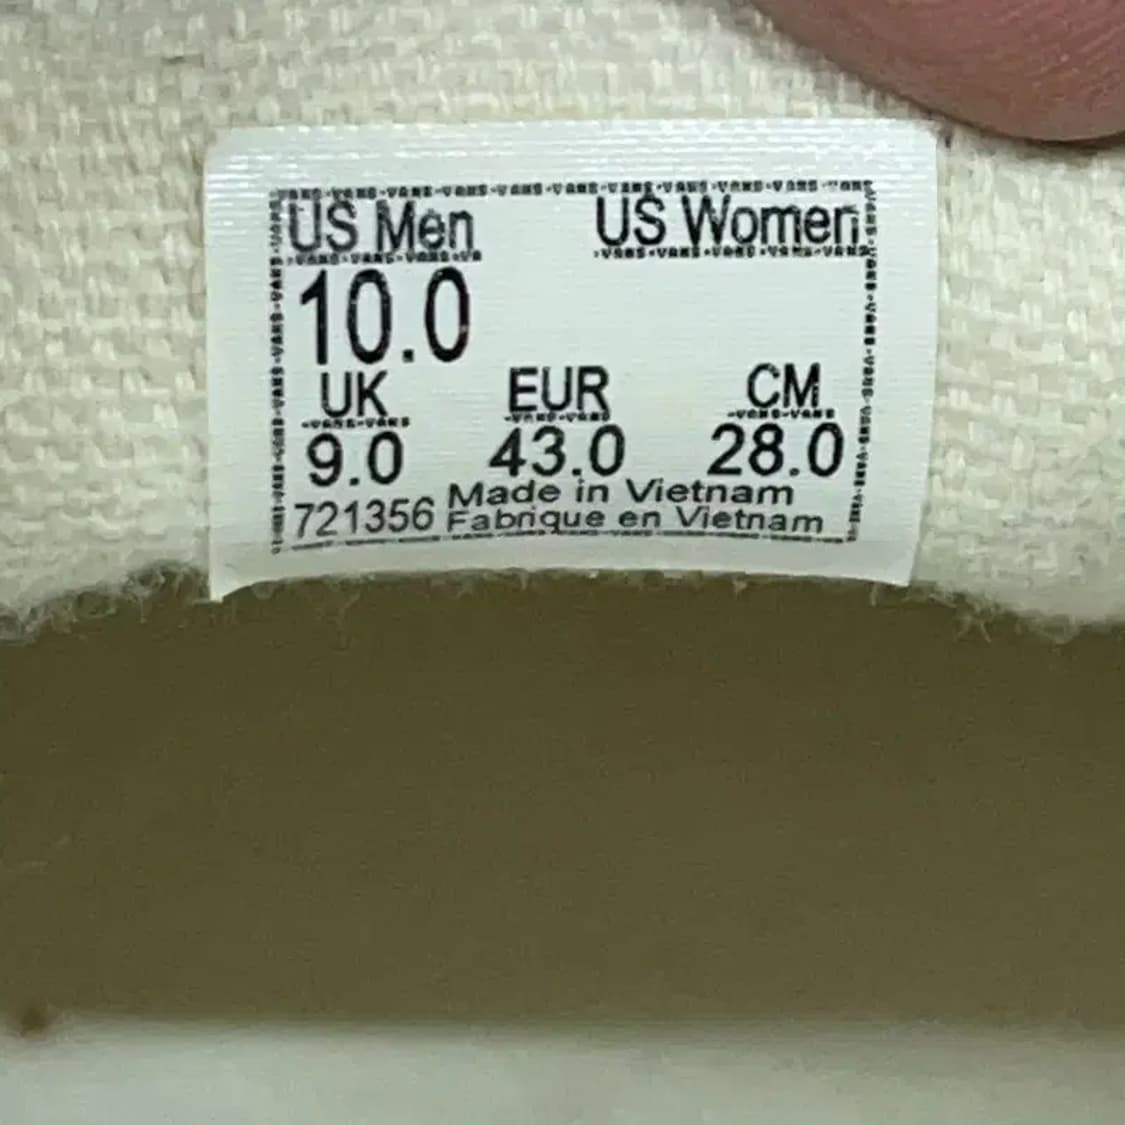 US Men US Women
10.0
UK EUR CM
9.0 43.0 28.0
Made in Vietnam
721356 Fabrique en Vietnam